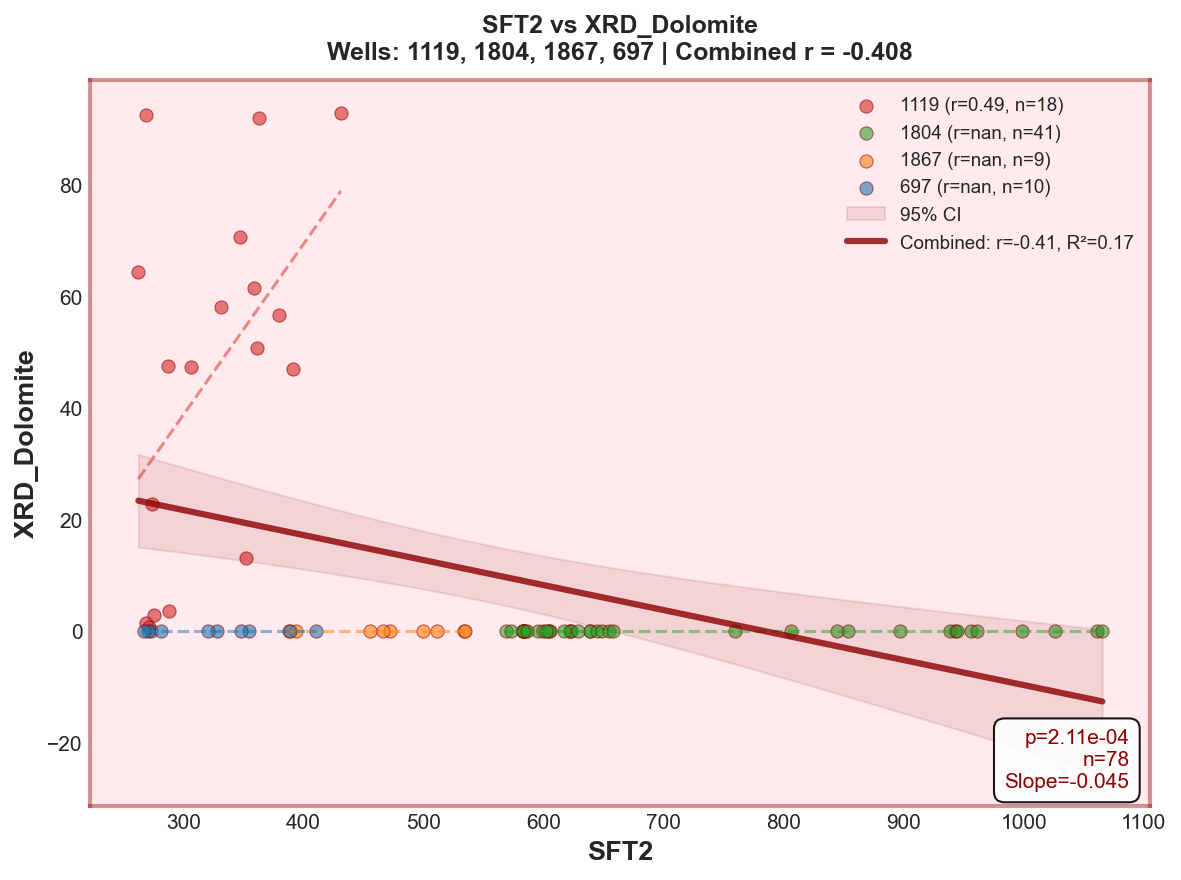 SFT2 vs XRD_Dolomite
Wells: 1119, 1804, 1867, 697 | Combined r = -0.408
1119 (r=0.49, n=18)
1804 (r=nan, n=41)
1867 (r=nan, n=9)
697 (r=nan, n=10)
95% CI
Combined: r=-0.41, R²=0.17
XRD_Dolomite
80
60
40
20
0
−20
p=2.11e-04
n=78
Slope=-0.045
300 400 500 600 700 800 900 1000 1100
SFT2